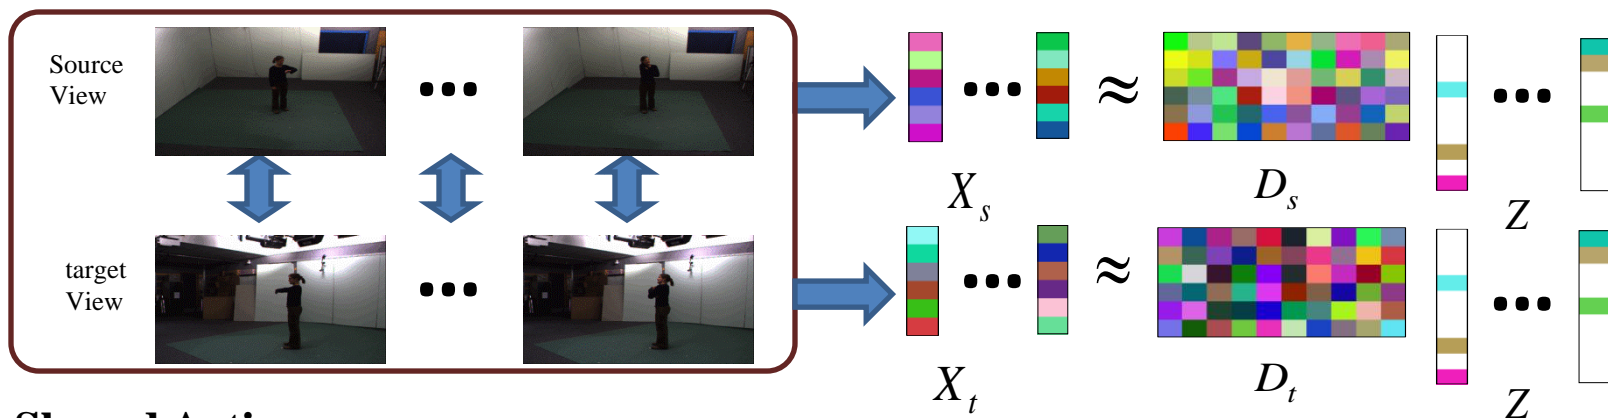 Source
View
≈
X_s
D_s
Z
target
View
≈
X_t
D_t
Z